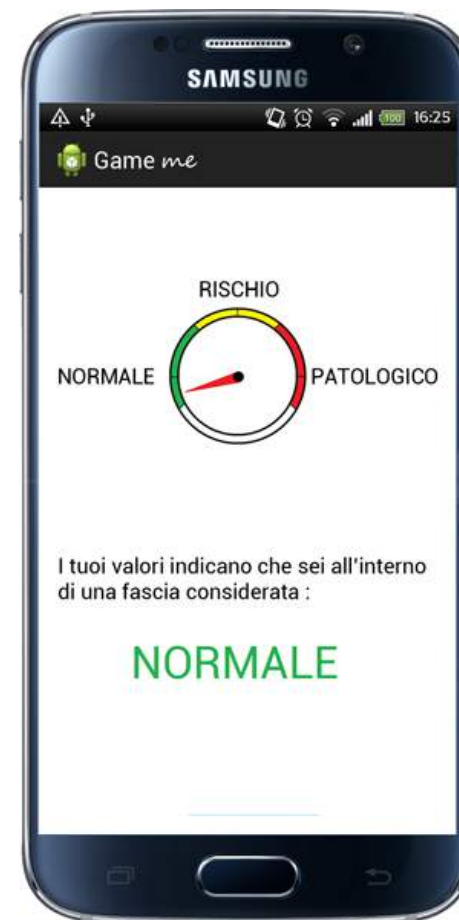 SAMSUNG
100 16:25
Game me
RISCHIO
NORMALE PATOLOGICO
I tuoi valori indicano che sei all'interno
di una fascia considerata :
NORMALE